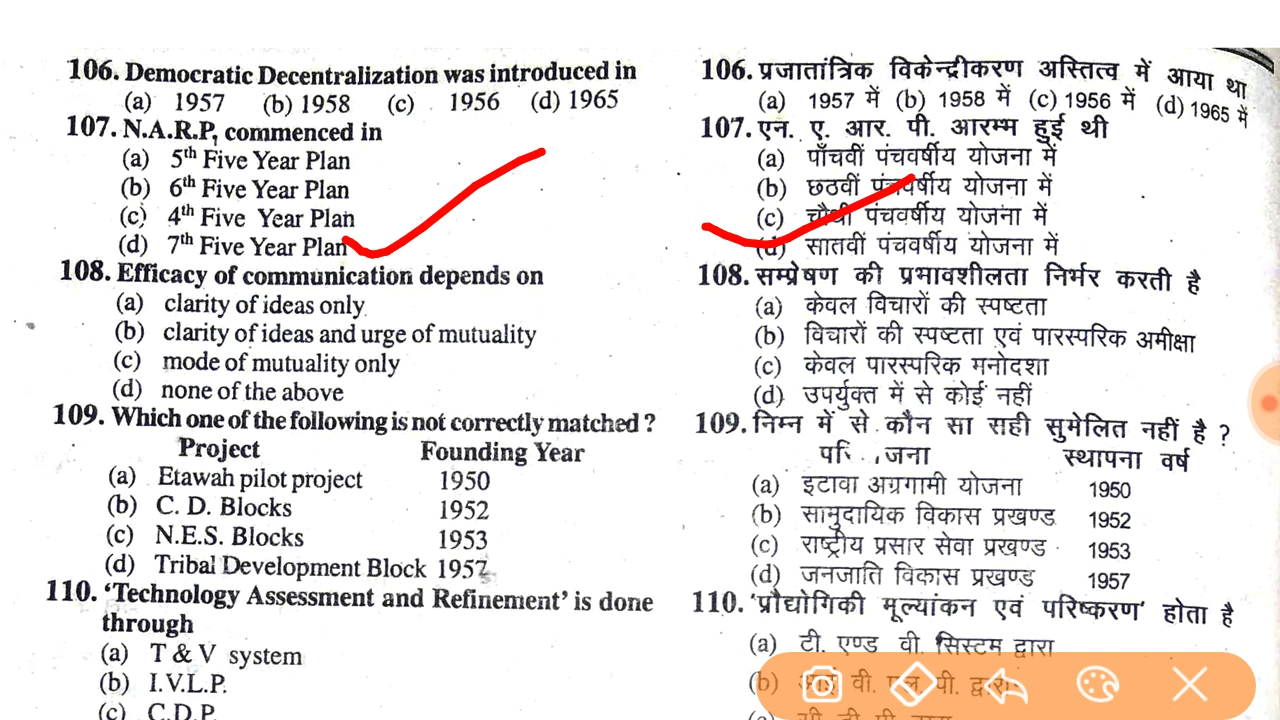 106. Democratic Decentralization was introduced in
(a) 1957 (b) 1958 (c) 1956 (d) 1965
107. N.A.R.P, commenced in
(a) 5th Five Year Plan
(b) 6th Five Year Plan
(c) 4th Five Year Plan
(d) 7th Five Year Plan
108. Efficacy of communication depends on
(a) clarity of ideas only
(b) clarity of ideas and urge of mutuality
(c) mode of mutuality only
(d) none of the above
109. Which one of the following is not correctly matched ?
Project Founding Year
(a) Etawah pilot project 1950
(b) C. D. Blocks 1952
(c) N.E.S. Blocks 1953
(d) Tribal Development Block 1957
110. ‘Technology Assessment and Refinement’ is done
through
(a) T & V system
(b) I.V.L.P.
(c) C.D.P.
106. प्रजातांत्रिक विकेन्द्रीकरण अस्तित्व में आया था
(a) 1957 में (b) 1958 में (c) 1956 में (d) 1965 में
107. एन. ए. आर. पी. आरम्भ हुई थी
(a) पाँचवीं पंचवर्षीय योजना में
(b) छठवीं पंचवर्षीय योजना में
(c) चौथी पंचवर्षीय योजना में
(d) सातवीं पंचवर्षीय योजना में
108. सम्प्रेषण की प्रभावशीलता निर्भर करती है
(a) केवल विचारों की स्पष्टता
(b) विचारों की स्पष्टता एवं पारस्परिक अमीक्षा
(c) केवल पारस्परिक मनोदशा
(d) उपर्युक्त में से कोई नहीं
109. निम्न में से कौन सा सही सुमेलित नहीं है ?
स्थापना वर्ष
(a) इटावा अग्रगामी योजना 1950
(b) सामुदायिक विकास प्रखण्ड 1952
(c) राष्ट्रीय प्रसार सेवा प्रखण्ड 1953
(d) जनजाति विकास प्रखण्ड 1957
110. ‘प्रौद्योगिकी मूल्यांकन एवं परिष्करण’ होता है
(a) टी. एण्ड वी. सिस्टम द्वारा
(b) वी. पी. द्वारा